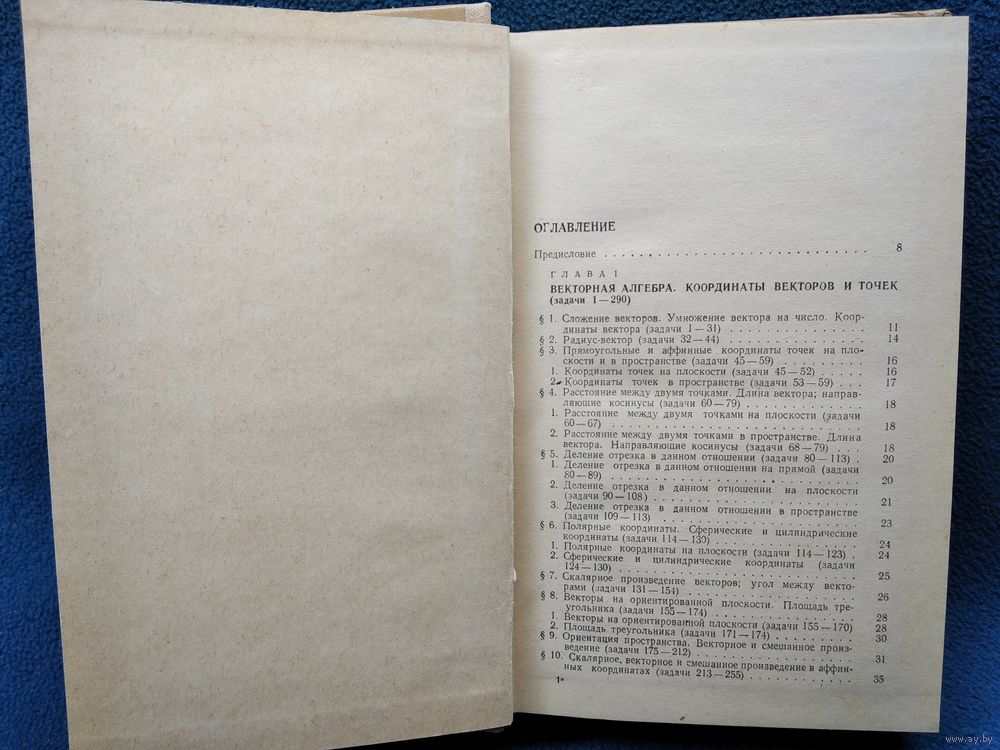 ОГЛАВЛЕНИЕ
Предисловие . . . . . . . . . . . . . . . . . . . . . . . . . . . . 8
ГЛАВА I
ВЕКТОРНАЯ АЛГЕБРА. КООРДИНАТЫ ВЕКТОРОВ И ТОЧЕК
(задачи 1—290)
§ 1. Сложение векторов. Умножение вектора на число. Коор-
динаты вектора (задачи 1—31) . . . . . . . . . . . . . . 11
§ 2. Радиус-вектор (задачи 32—44) . . . . . . . . . . . . . . 14
§ 3. Прямоугольные и аффинные координаты точек на пло-
скости и в пространстве (задачи 45—59) . . . . . . . . . 16
1. Координаты точек на плоскости (задачи 45—52) . . . . . 16
2. Координаты точек в пространстве (задачи 53—59) . . . 17
§ 4. Расстояние между двумя точками. Длина вектора; направ-
ляющие косинусы (задачи 60—79) . . . . . . . . . . . . 18
1. Расстояние между двумя точками на плоскости (задачи
60—67) . . . . . . . . . . . . . . . . . . . . . . . . 18
2. Расстояние между двумя точками в пространстве. Длина
вектора. Направляющие косинусы (задачи 68—79) . . . 18
§ 5. Деление отрезка в данном отношении (задачи 80—113) . 20
1. Деление отрезка в данном отношении на прямой (задачи
80—89) . . . . . . . . . . . . . . . . . . . . . . . . 20
2. Деление отрезка в данном отношении на плоскости
(задачи 90—108) . . . . . . . . . . . . . . . . . . . . 21
3. Деление отрезка в данном отношении в пространстве
(задачи 109—113) . . . . . . . . . . . . . . . . . . . 23
§ 6. Полярные координаты. Сферические и цилиндрические
координаты (задачи 114—130) . . . . . . . . . . . . . . 24
1. Полярные координаты на плоскости (задачи 114—123) . 24
2. Сферические и цилиндрические координаты (задачи
124—130) . . . . . . . . . . . . . . . . . . . . . . . 25
§ 7. Скалярное произведение векторов; угол между векто-
рами (задачи 131—154) . . . . . . . . . . . . . . . . . 26
§ 8. Векторы на ориентированной плоскости. Площадь тре-
угольника (задачи 155—174) . . . . . . . . . . . . . . . 28
1. Векторы на ориентированной плоскости (задачи 155—170) 28
2. Площадь треугольника (задачи 171—174) . . . . . . . . 30
§ 9. Ориентация пространства. Векторное и смешанное произ-
ведение (задачи 175—212) . . . . . . . . . . . . . . . . 31
§ 10. Скалярное, векторное и смешанное произведение в аффин-
ных координатах (задачи 213—255) . . . . . . . . . . . 35
1*
www.ay.by